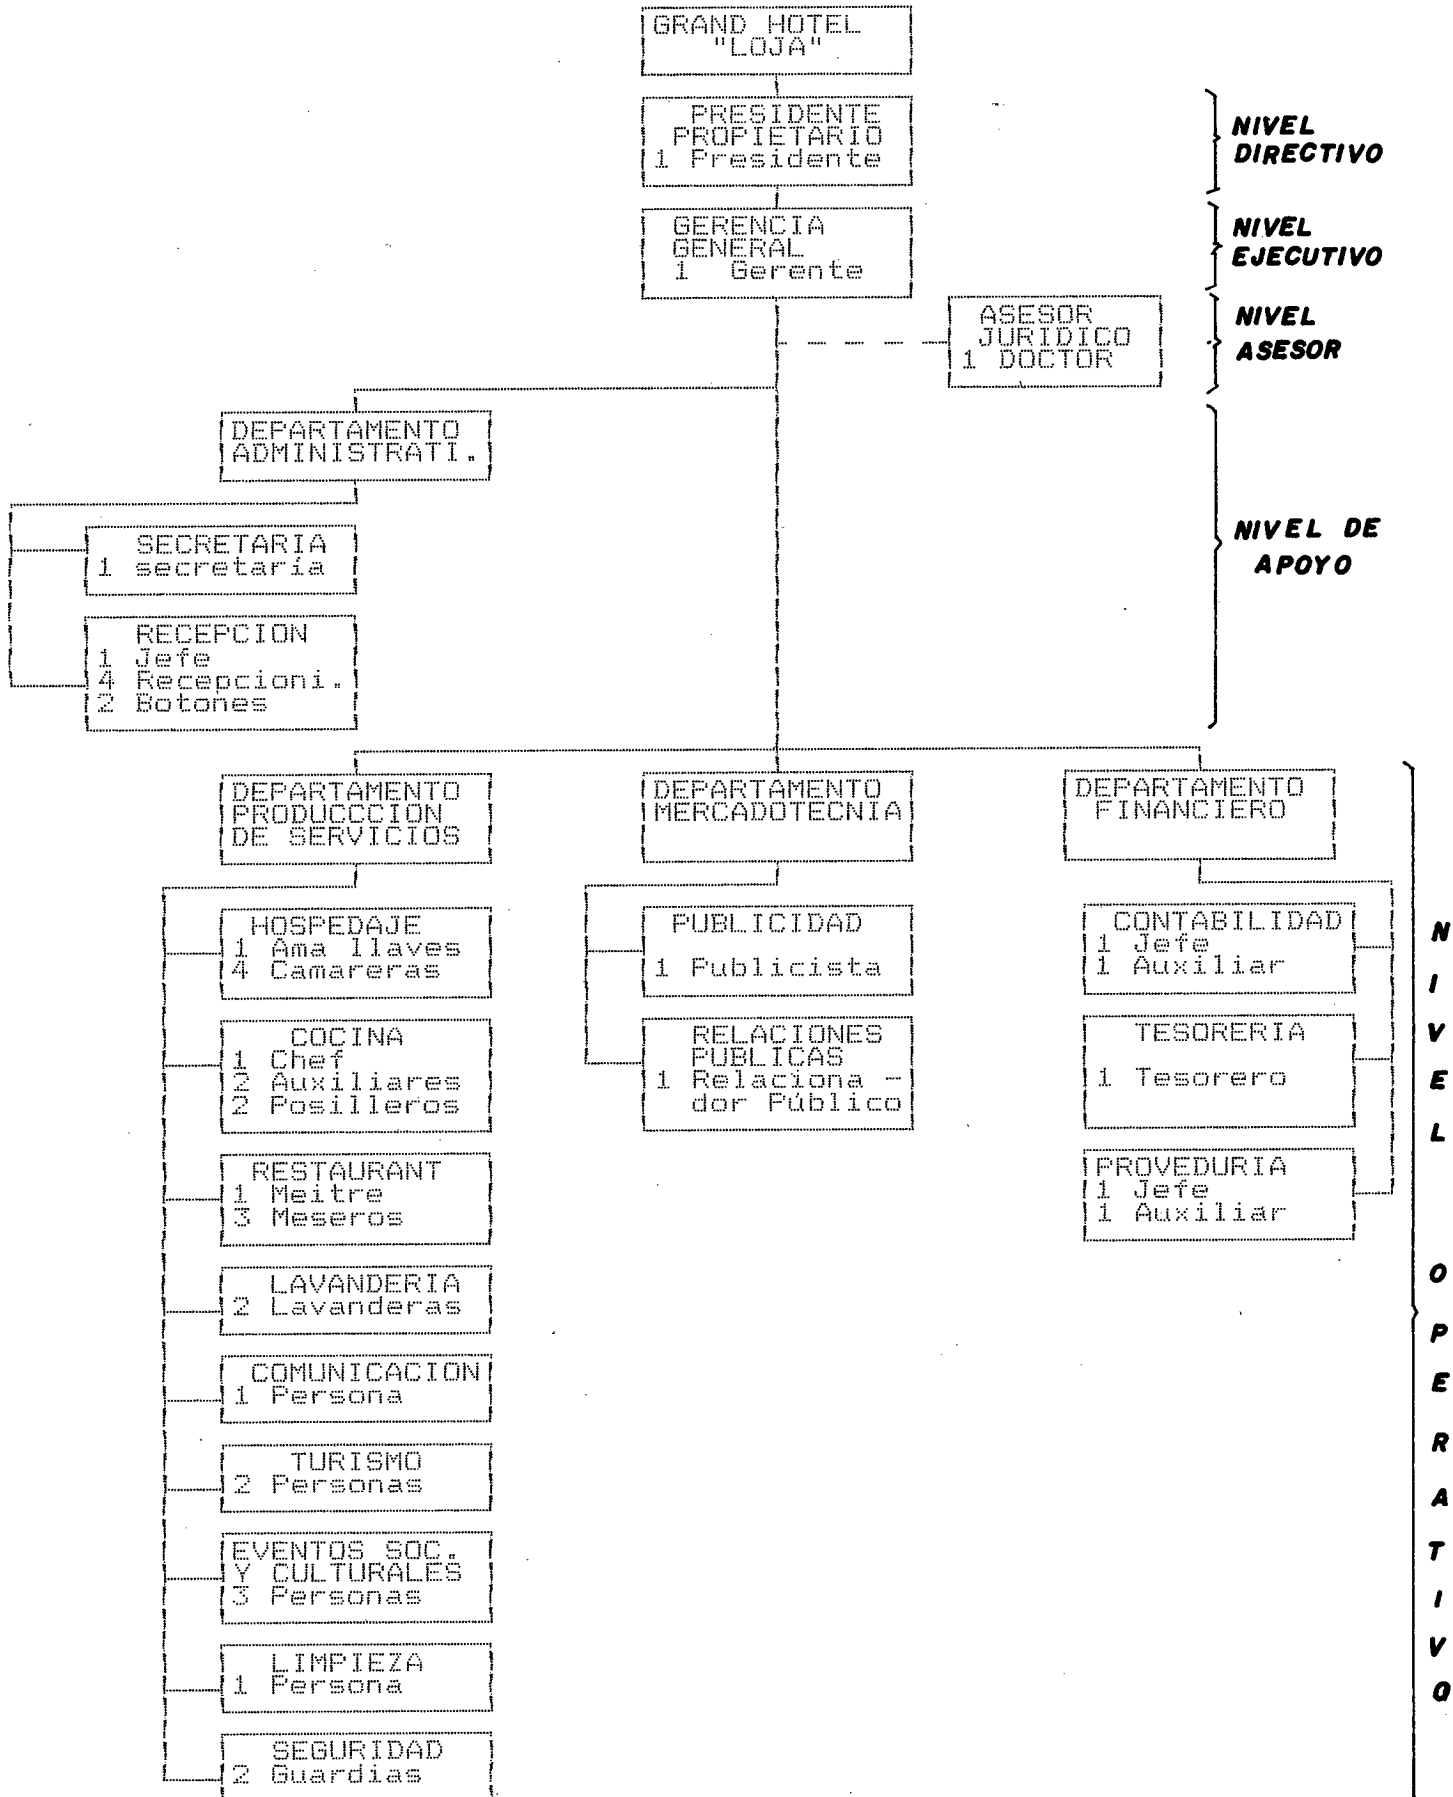 GRAND HOTEL
"LOJA"
PRESIDENTE
PROPIETARIO
1 Presidente
NIVEL
DIRECTIVO
GERENCIA
GENERAL
1 Gerente
NIVEL
EJECUTIVO
ASESOR
JURIDICO
1 DOCTOR
NIVEL
ASESOR
DEPARTAMENTO
ADMINISTRATI.
SECRETARIA
1 secretaría
RECEPCION
1 Jefe
4 Recepcioni.
2 Botones
NIVEL DE
APOYO
DEPARTAMENTO
PRODUCCCION
DE SERVICIOS
HOSPEDAJE
1 Ama llaves
4 Camareras
COCINA
1 Chef
2 Auxiliares
2 Posilleros
RESTAURANT
1 Meitre
3 Meseros
LAVANDERIA
2 Lavanderas
COMUNICACION
1 Persona
TURISMO
2 Personas
EVENTOS SOC.
Y CULTURALES
3 Personas
LIMPIEZA
1 Persona
SEGURIDAD
2 Guardias
DEPARTAMENTO
MERCADOTECNIA
PUBLICIDAD
1 Publicista
RELACIONES
PUBLICAS
1 Relaciona -
dor Público
DEPARTAMENTO
FINANCIERO
CONTABILIDAD
1 Jefe
1 Auxiliar
TESORERIA
1 Tesorero
PROVEDURIA
1 Jefe
1 Auxiliar
NIVEL OPERATIVO